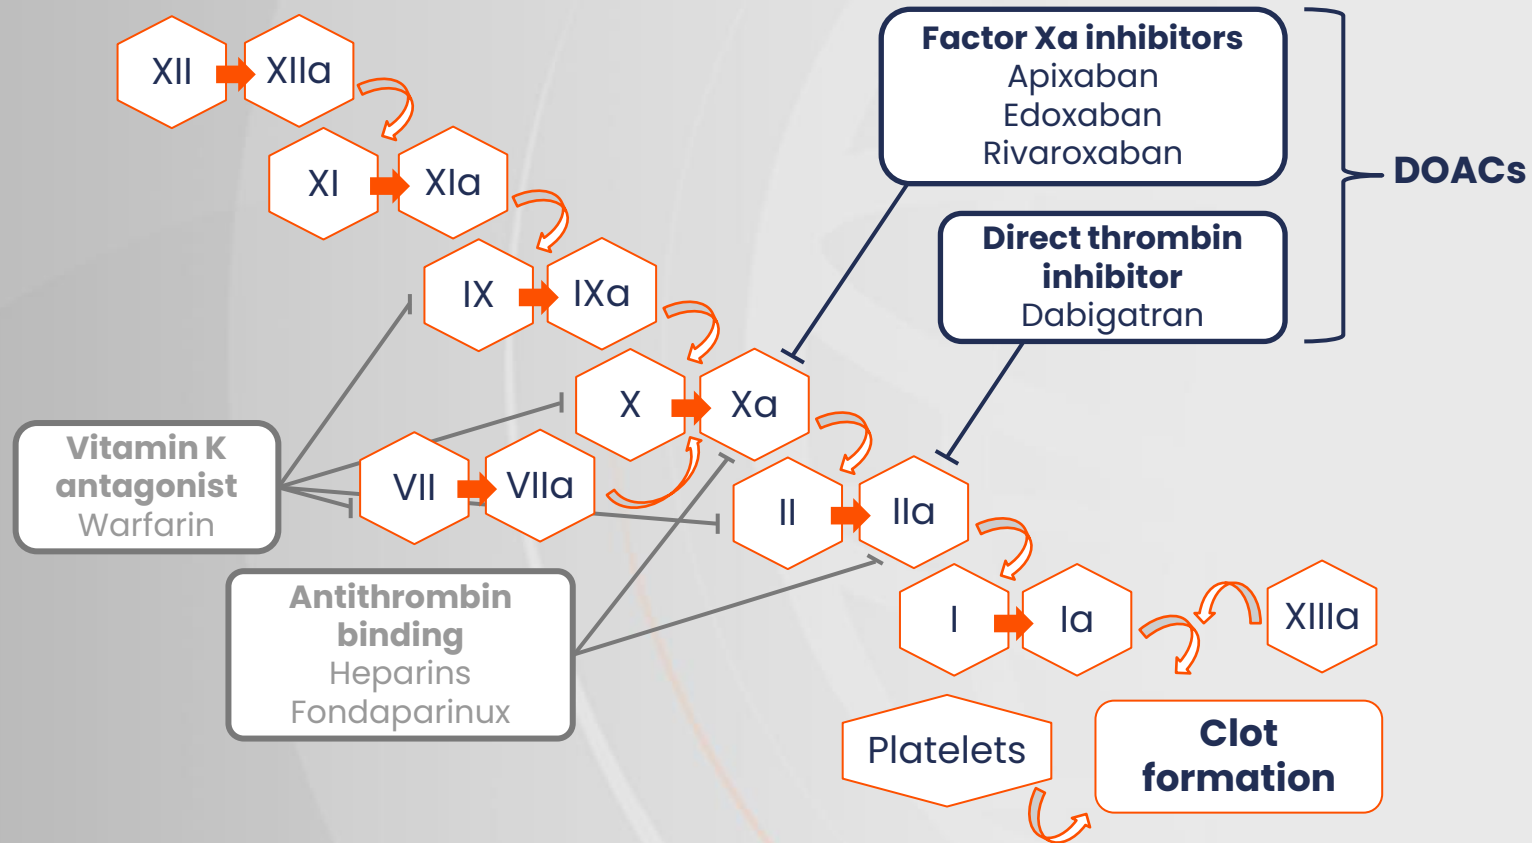 XII
XIIa
XI
XIa
IX
IXa
X
Xa
VII
VIIa
II
IIa
I
Ia
XIIIa
Platelets
Clot
formation
Factor Xa inhibitors
Apixaban
Edoxaban
Rivaroxaban
Direct thrombin
inhibitor
Dabigatran
DOACs
Vitamin K
antagonist
Warfarin
Antithrombin
binding
Heparins
Fondaparinux